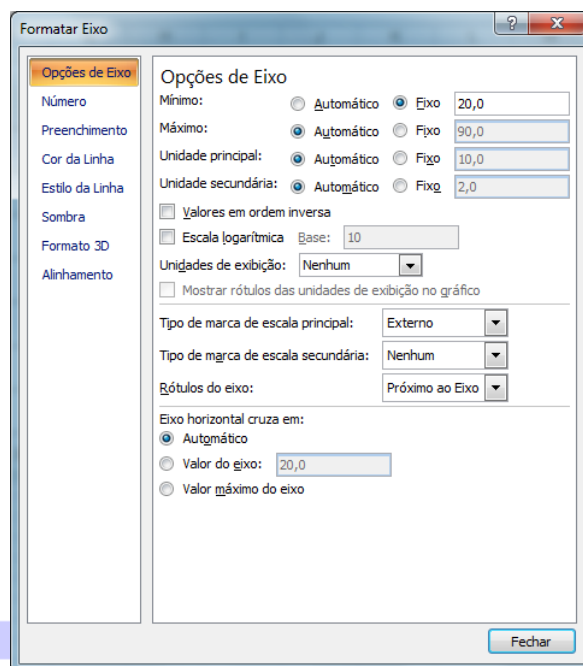 Formatar Eixo
Opções de Eixo
Número
Preenchimento
Cor da Linha
Estilo da Linha
Sombra
Formato 3D
Alinhamento
Opções de Eixo
Mínimo: Automático Fixo 20,0
Máximo: Automático Fixo 90,0
Unidade principal: Automático Fixo 10,0
Unidade secundária: Automático Fixo 2,0
Valores em ordem inversa
Escala logarítmica Base: 10
Unidades de exibição: Nenhum
Mostrar rótulos das unidades de exibição no gráfico
Tipo de marca de escala principal: Externo
Tipo de marca de escala secundária: Nenhum
Rótulos do eixo: Próximo ao Eixo
Eixo horizontal cruza em:
Automático
Valor do eixo: 20,0
Valor máximo do eixo
Fechar